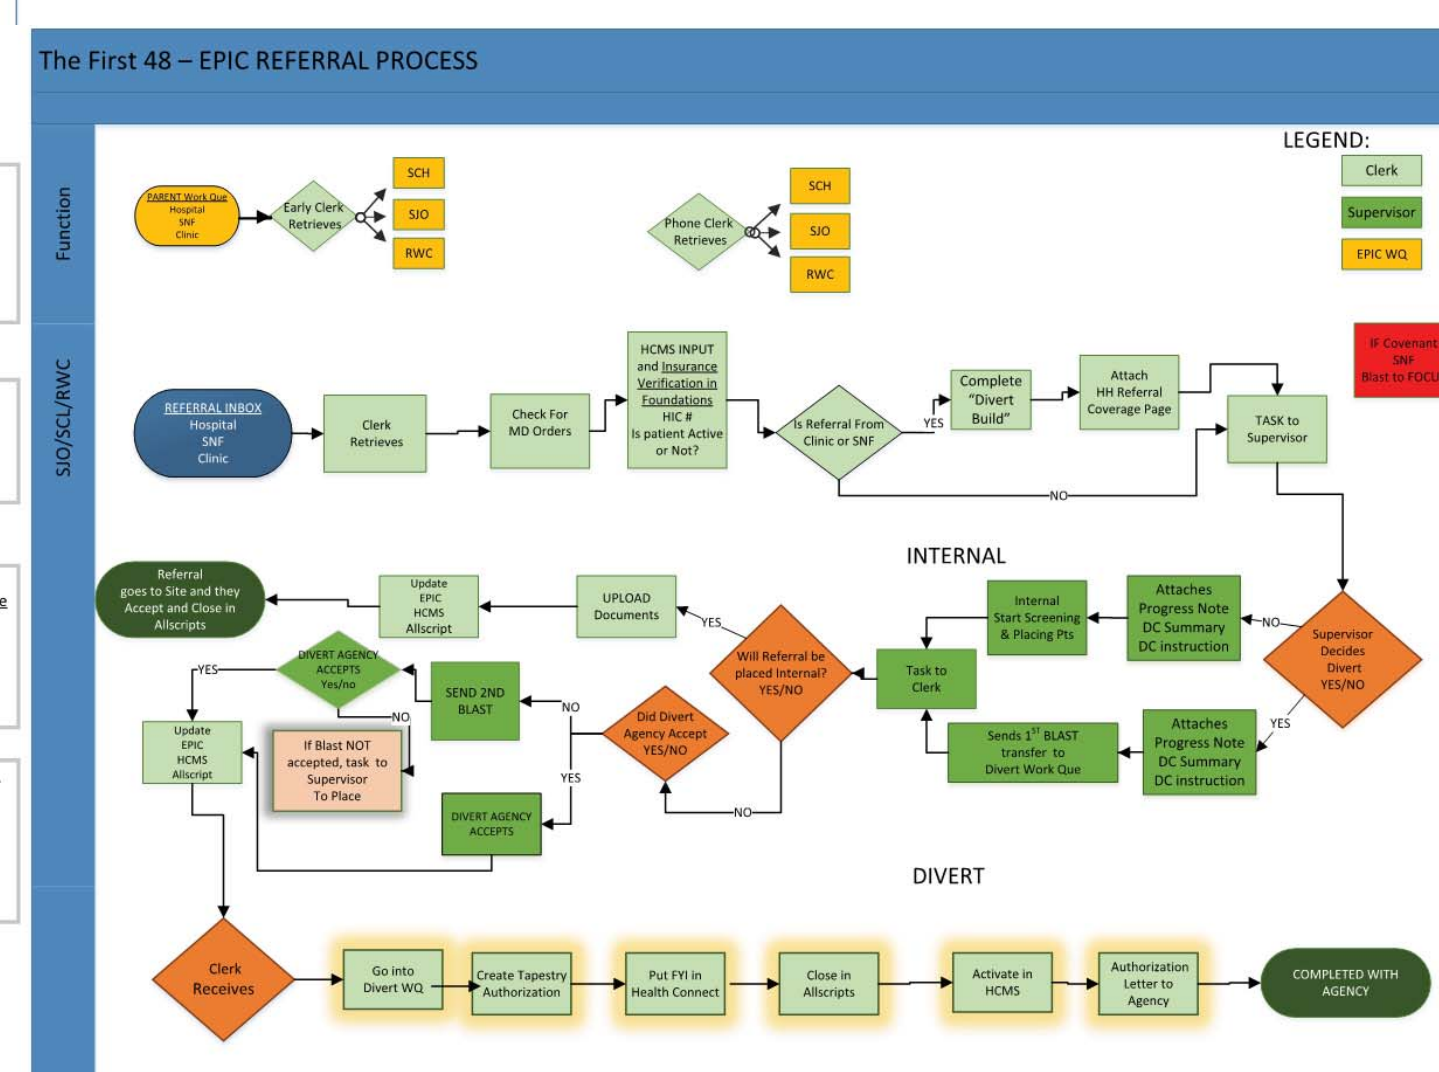 The First 48 – EPIC REFERRAL PROCESS
LEGEND:
Clerk
Supervisor
EPIC WQ
Function
PARENT Work Que
Hospital
SNF
Clinic
Early Clerk
Retrieves
SCH
SJO
RWC
Phone Clerk
Retrieves
SCH
SJO
RWC
SJO/SCL/RWC
REFERRAL INBOX
Hospital
SNF
Clinic
Clerk
Retrieves
Check For
MD Orders
HCMS INPUT
and Insurance
Verification in
Foundations
HIC #
Is patient Active
or Not?
Is Referral From
Clinic or SNF
YES
NO
Complete
“Divert
Build”
Attach
HH Referral
Coverage Page
TASK to
Supervisor
IF Covenant
SNF
Blast to FOCU
INTERNAL
Supervisor
Decides
Divert
YES/NO
NO
YES
Attaches
Progress Note
DC Summary
DC instruction
Internal
Start Screening
& Placing Pts
Attaches
Progress Note
DC Summary
DC instruction
Sends 1ST BLAST
transfer to
Divert Work Que
Task to
Clerk
Will Referral be
placed Internal?
YES/NO
YES
NO
UPLOAD
Documents
Update
EPIC
HCMS
Allscript
Referral
goes to Site and they
Accept and Close in
Allscripts
e
Did Divert
Agency Accept
YES/NO
NO
YES
SEND 2ND
BLAST
DIVERT AGENCY
ACCEPTS
Yes/no
YES
NO
If Blast NOT
accepted, task to
Supervisor
To Place
DIVERT AGENCY
ACCEPTS
Update
EPIC
HCMS
Allscript
DIVERT
Clerk
Receives
Go into
Divert WQ
Create Tapestry
Authorization
Put FYI in
Health Connect
Close in
Allscripts
Activate in
HCMS
Authorization
Letter to
Agency
COMPLETED WITH
AGENCY